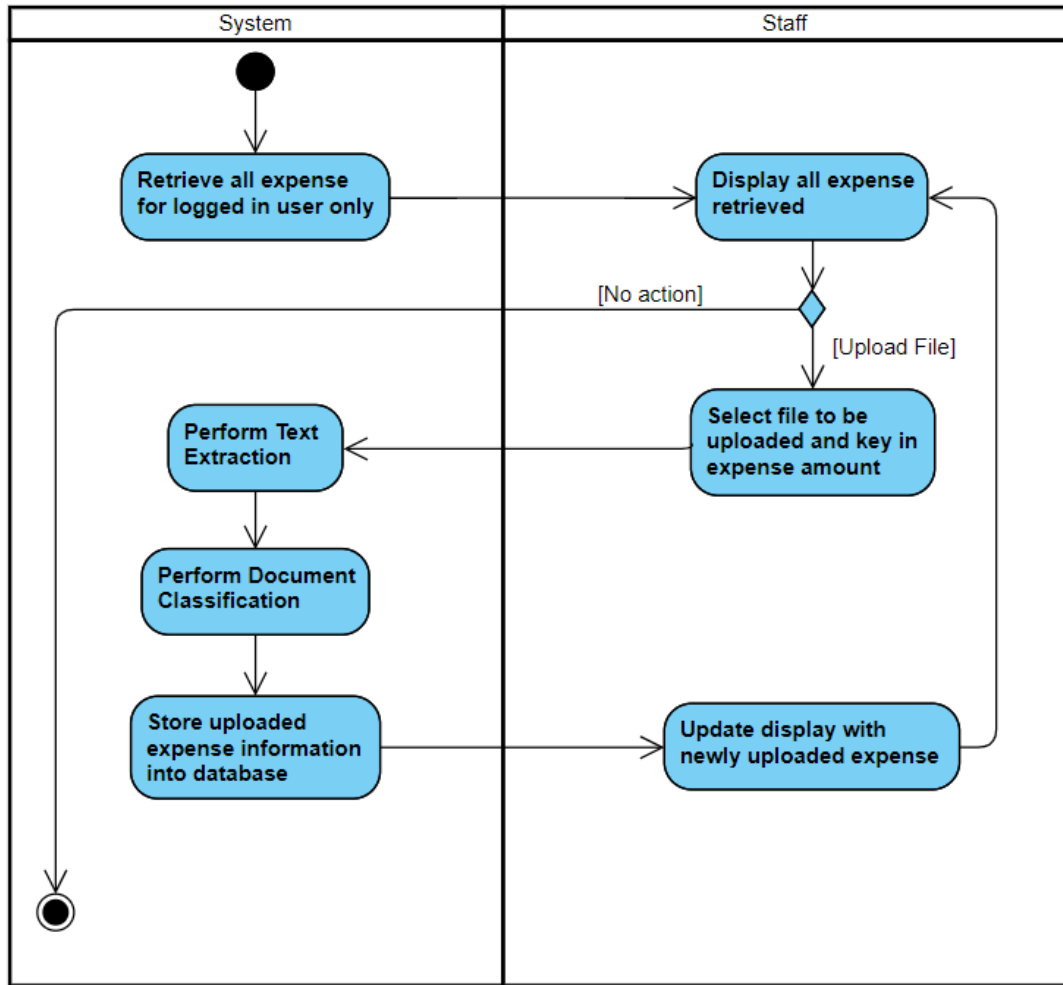 System
Staff
Retrieve all expense
for logged in user only
Display all expense
retrieved
[No action]
[Upload File]
Select file to be
uploaded and key in
expense amount
Perform Text
Extraction
Perform Document
Classification
Store uploaded
expense information
into database
Update display with
newly uploaded expense